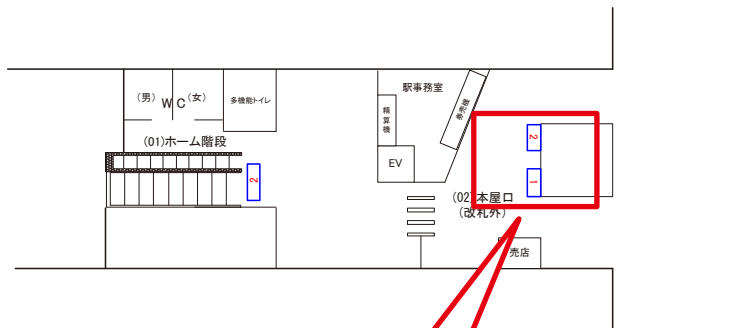 (男) WC (女)
多機能トイレ
(01)ホーム階段
2
駅事務室
券売機
精算機
EV
2
1
(02)本屋口
(改札外)
売店